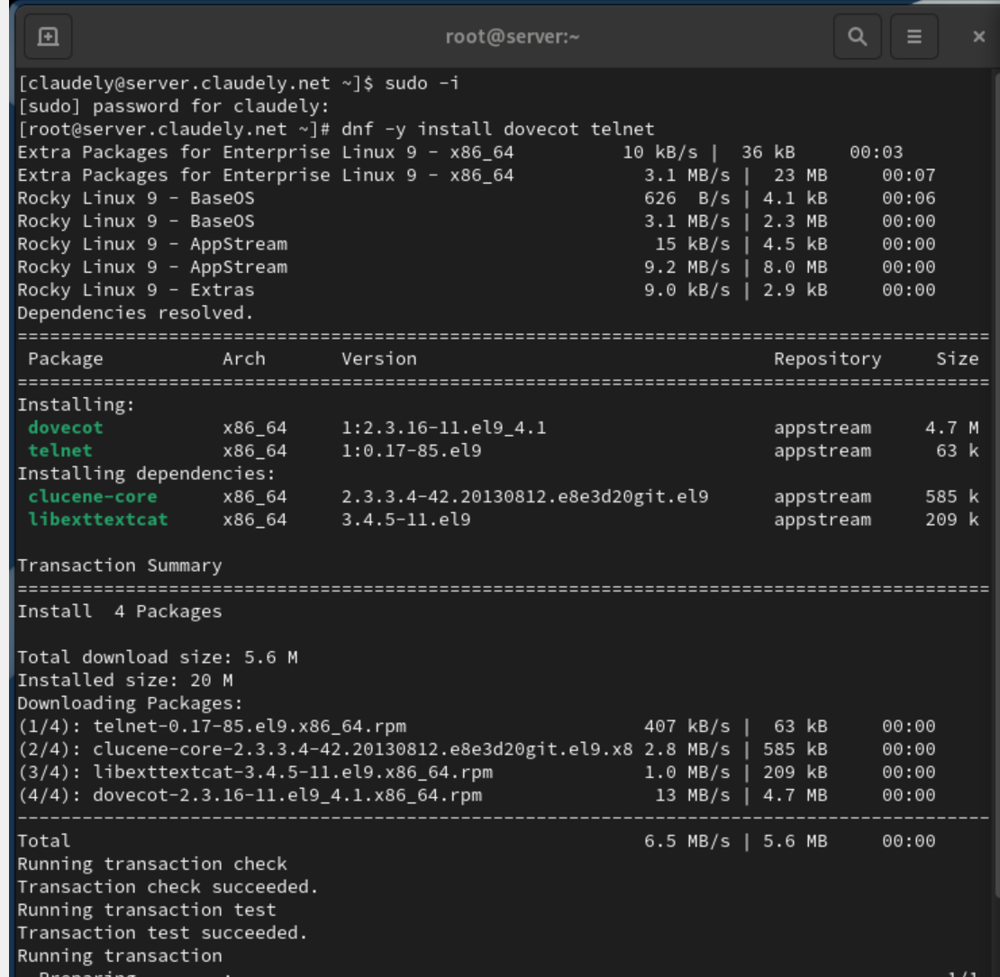 root@server:~
[claudely@server.claudely.net ~]$ sudo -i
[sudo] password for claudely:
[root@server.claudely.net ~]# dnf -y install dovecot telnet
Extra Packages for Enterprise Linux 9 - x86_64 10 kB/s | 36 kB 00:03
Extra Packages for Enterprise Linux 9 - x86_64 3.1 MB/s | 23 MB 00:07
Rocky Linux 9 - BaseOS 626 B/s | 4.1 kB 00:06
Rocky Linux 9 - BaseOS 3.1 MB/s | 2.3 MB 00:00
Rocky Linux 9 - AppStream 15 kB/s | 4.5 kB 00:00
Rocky Linux 9 - AppStream 9.2 MB/s | 8.0 MB 00:00
Rocky Linux 9 - Extras 9.0 kB/s | 2.9 kB 00:00
Dependencies resolved.
==========================================================================================
Package Arch Version Repository Size
==========================================================================================
Installing:
dovecot x86_64 1:2.3.16-11.el9_4.1 appstream 4.7 M
telnet x86_64 1:0.17-85.el9 appstream 63 k
Installing dependencies:
clucene-core x86_64 2.3.3.4-42.20130812.e8e3d20git.el9 appstream 585 k
libexttextcat x86_64 3.4.5-11.el9 appstream 209 k
Transaction Summary
==========================================================================================
Install 4 Packages
Total download size: 5.6 M
Installed size: 20 M
Downloading Packages:
(1/4): telnet-0.17-85.el9.x86_64.rpm 407 kB/s | 63 kB 00:00
(2/4): clucene-core-2.3.3.4-42.20130812.e8e3d20git.el9.x8 2.8 MB/s | 585 kB 00:00
(3/4): libexttextcat-3.4.5-11.el9.x86_64.rpm 1.0 MB/s | 209 kB 00:00
(4/4): dovecot-2.3.16-11.el9_4.1.x86_64.rpm 13 MB/s | 4.7 MB 00:00
------------------------------------------------------------------------------------------
Total 6.5 MB/s | 5.6 MB 00:00
Running transaction check
Transaction check succeeded.
Running transaction test
Transaction test succeeded.
Running transaction
Preparing : 1/1